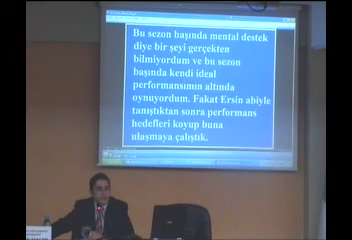 Bu sezon başında mental destek
diye bir şeyi gerçekten
bilmiyordum ve bu sezon
başında kendi ideal
performansımın altında
oynuyordum. Fakat Ersin abiyle
tanıştıktan sonra performans
hedefleri koyup buna
ulaşmaya çalıştık.